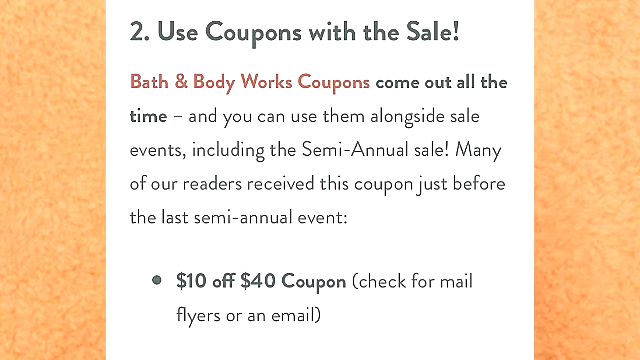 2. Use Coupons with the Sale!
Bath & Body Works Coupons come out all the
time – and you can use them alongside sale
events, including the Semi-Annual sale! Many
of our readers received this coupon just before
the last semi-annual event:
• $10 off $40 Coupon (check for mail
flyers or an email)